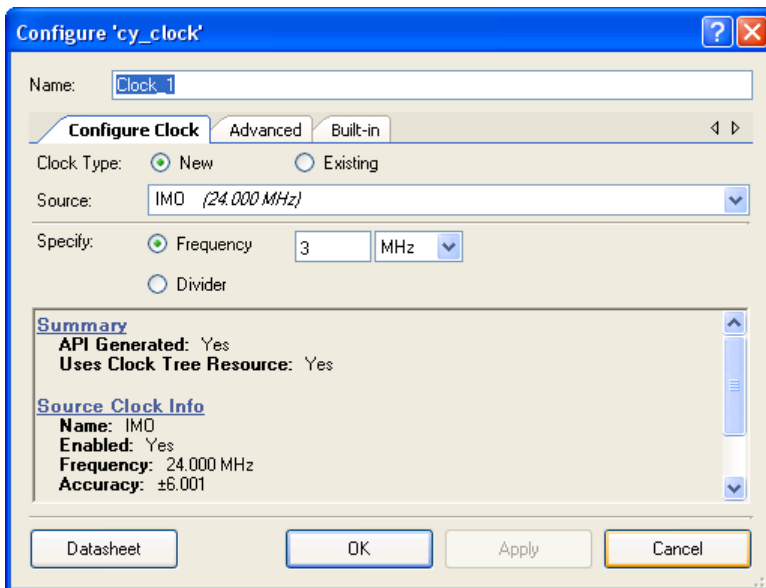 Configure 'cy_clock'
Name: Clock_1
Configure Clock Advanced Built-in
Clock Type: New Existing
Source: IMO (24.000 MHz)
Specify: Frequency 3 MHz
Divider
Summary
API Generated: Yes
Uses Clock Tree Resource: Yes
Source Clock Info
Name: IMO
Enabled: Yes
Frequency: 24.000 MHz
Accuracy: ±6.001
Datasheet OK Apply Cancel